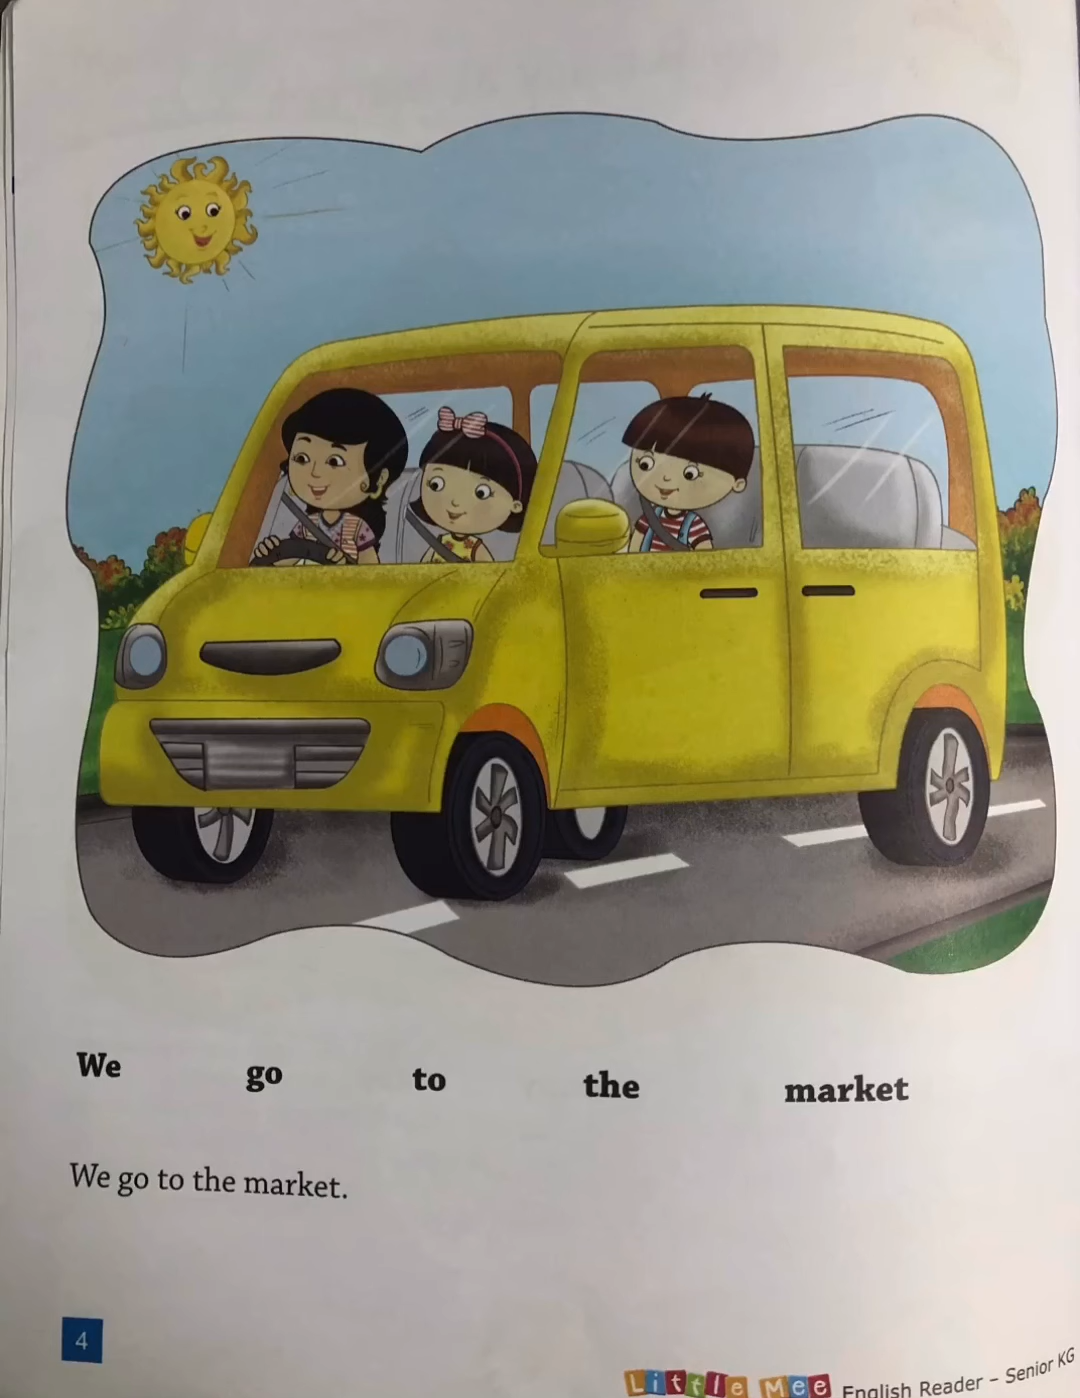 We go to the market
We go to the market.
4
Little Mee English Reader – Senior KG